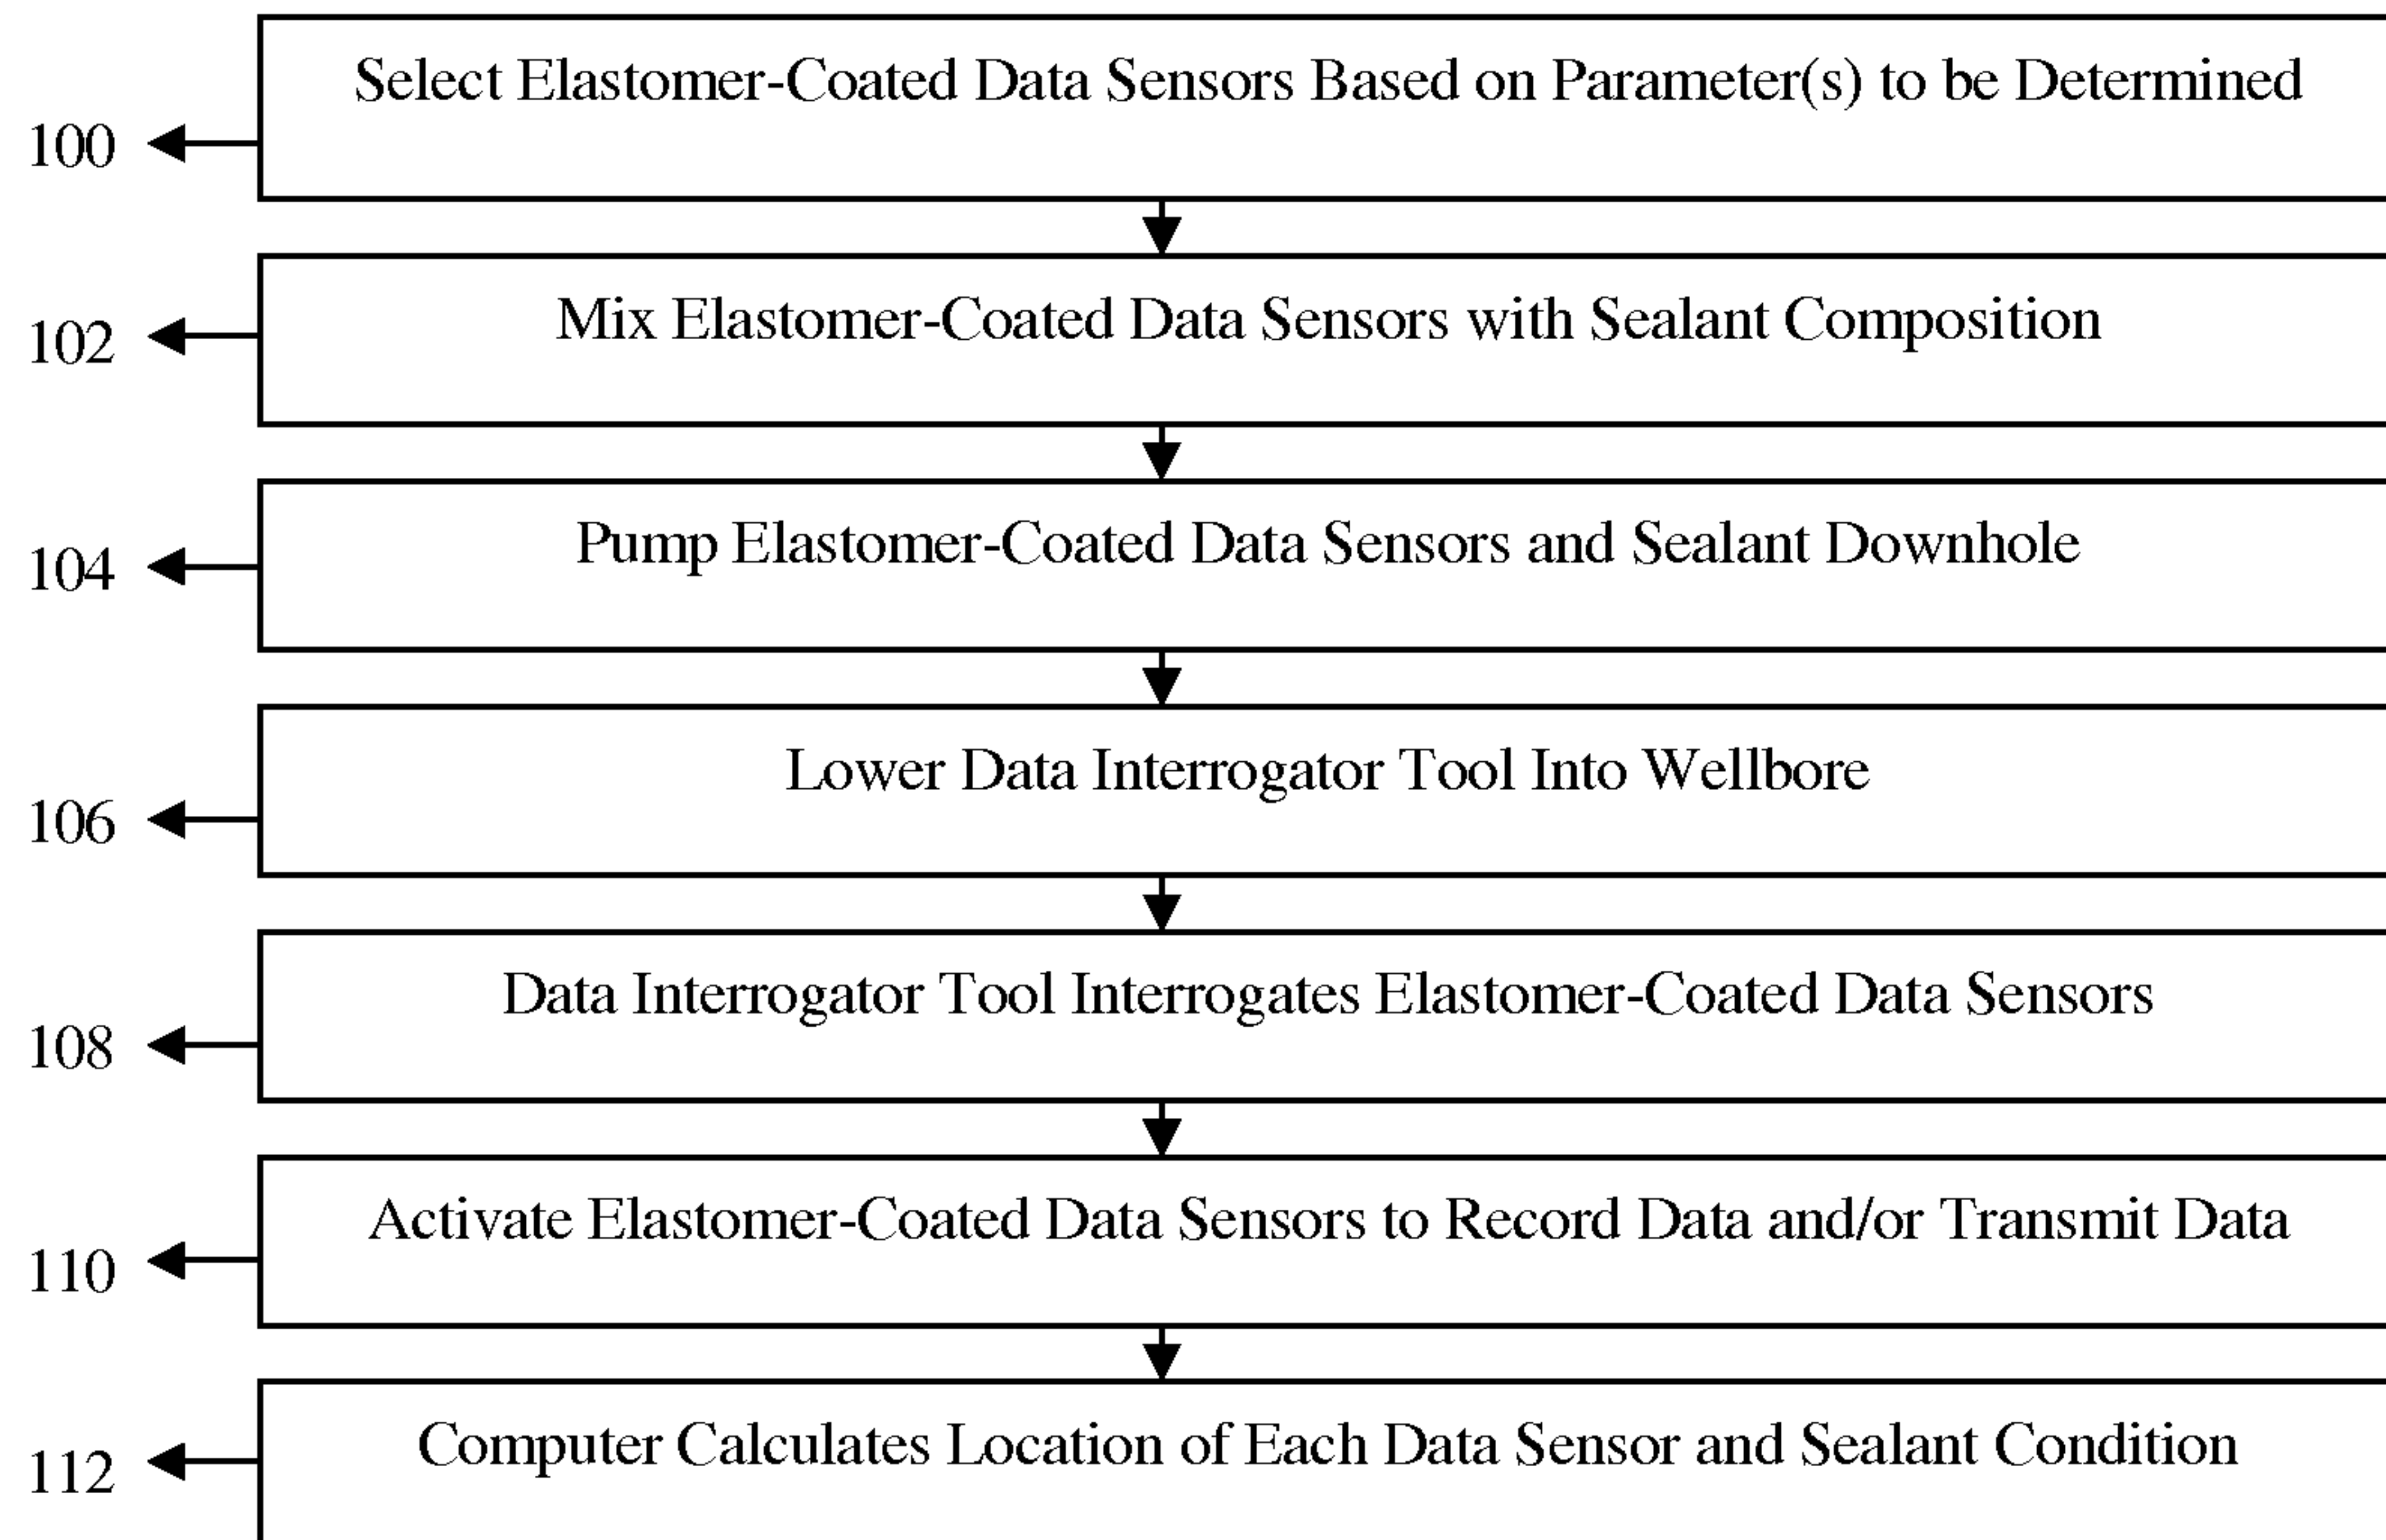 Select Elastomer-Coated Data Sensors Based on Parameter(s) to be Determined
100
Mix Elastomer-Coated Data Sensors with Sealant Composition
102
Pump Elastomer-Coated Data Sensors and Sealant Downhole
104
Lower Data Interrogator Tool Into Wellbore
106
Data Interrogator Tool Interrogates Elastomer-Coated Data Sensors
108
Activate Elastomer-Coated Data Sensors to Record Data and/or Transmit Data
110
Computer Calculates Location of Each Data Sensor and Sealant Condition
112